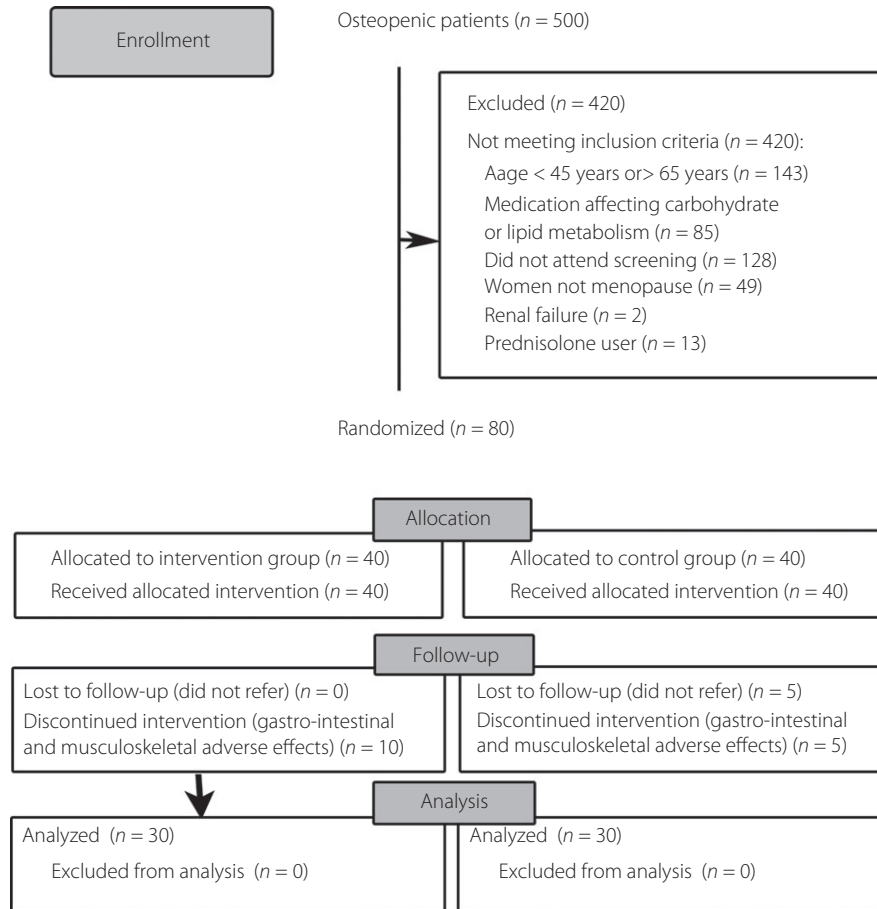 Enrollment
Osteopenic patients (n = 500)
Excluded (n = 420)
Not meeting inclusion criteria (n = 420):
Aage < 45 years or> 65 years (n = 143)
Medication affecting carbohydrate
or lipid metabolism (n = 85)
Did not attend screening (n = 128)
Women not menopause (n = 49)
Renal failure (n = 2)
Prednisolone user (n = 13)
Randomized (n = 80)
Allocation
Allocated to intervention group (n = 40)
Received allocated intervention (n = 40)
Allocated to control group (n = 40)
Received allocated intervention (n = 40)
Follow-up
Lost to follow-up (did not refer) (n = 0)
Discontinued intervention (gastro-intestinal
and musculoskeletal adverse effects) (n = 10)
Lost to follow-up (did not refer) (n = 5)
Discontinued intervention (gastro-intestinal
and musculoskeletal adverse effects) (n = 5)
Analysis
Analyzed (n = 30)
Excluded from analysis (n = 0)
Analyzed (n = 30)
Excluded from analysis (n = 0)